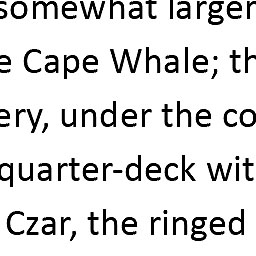 somewhat larger
e Cape Whale; th
ery, under the co
quarter-deck wit
Czar, the ringed